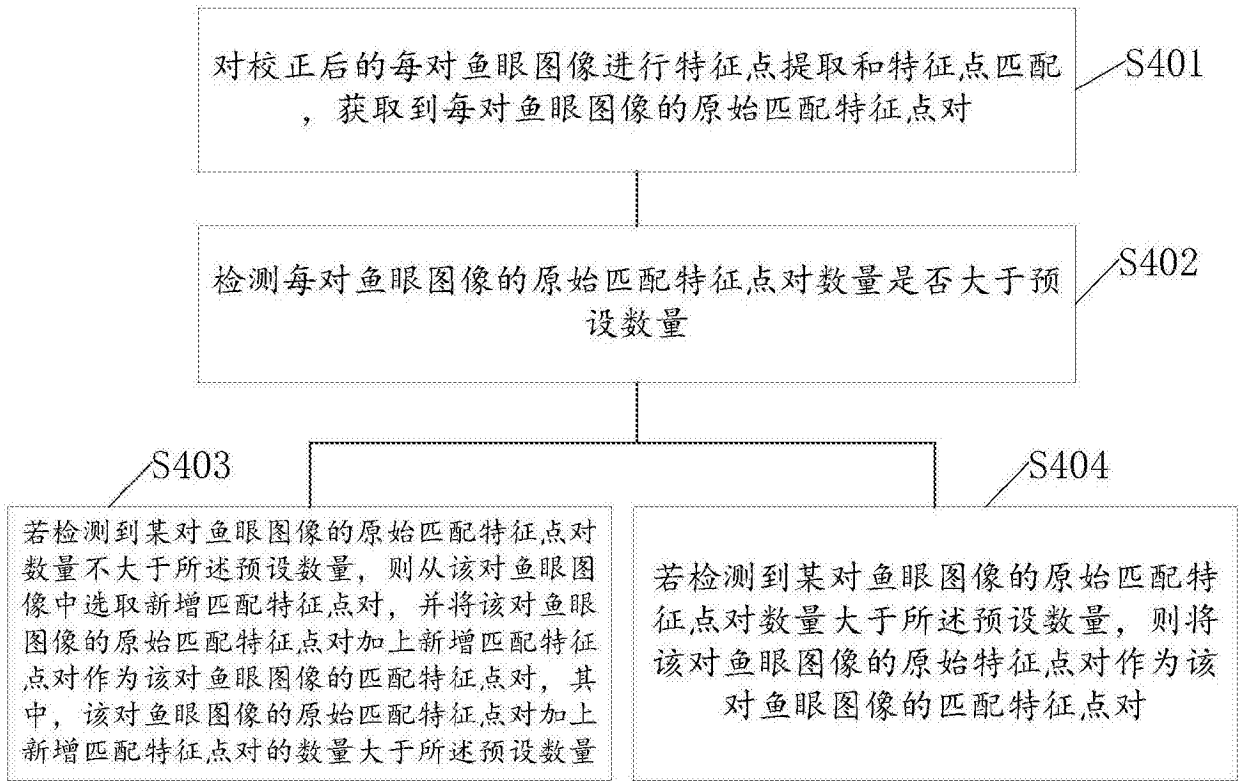 对校正后的每对鱼眼图像进行特征点提取和特征点匹配
，获取到每对鱼眼图像的原始匹配特征点对
S401
检测每对鱼眼图像的原始匹配特征点对数量是否大于预
设数量
S402
S403
若检测到某对鱼眼图像的原始匹配特征点对
数量不大于所述预设数量，则从该对鱼眼图
像中选取新增匹配特征点对，并将该对鱼眼
图像的原始匹配特征点对加上新增匹配特征
点对作为该对鱼眼图像的匹配特征点对，其
中，该对鱼眼图像的原始匹配特征点对加上
新增匹配特征点对的数量大于所述预设数量
S404
若检测到某对鱼眼图像的原始匹配特
征点对数量大于所述预设数量，则将
该对鱼眼图像的原始特征点对作为该
对鱼眼图像的匹配特征点对